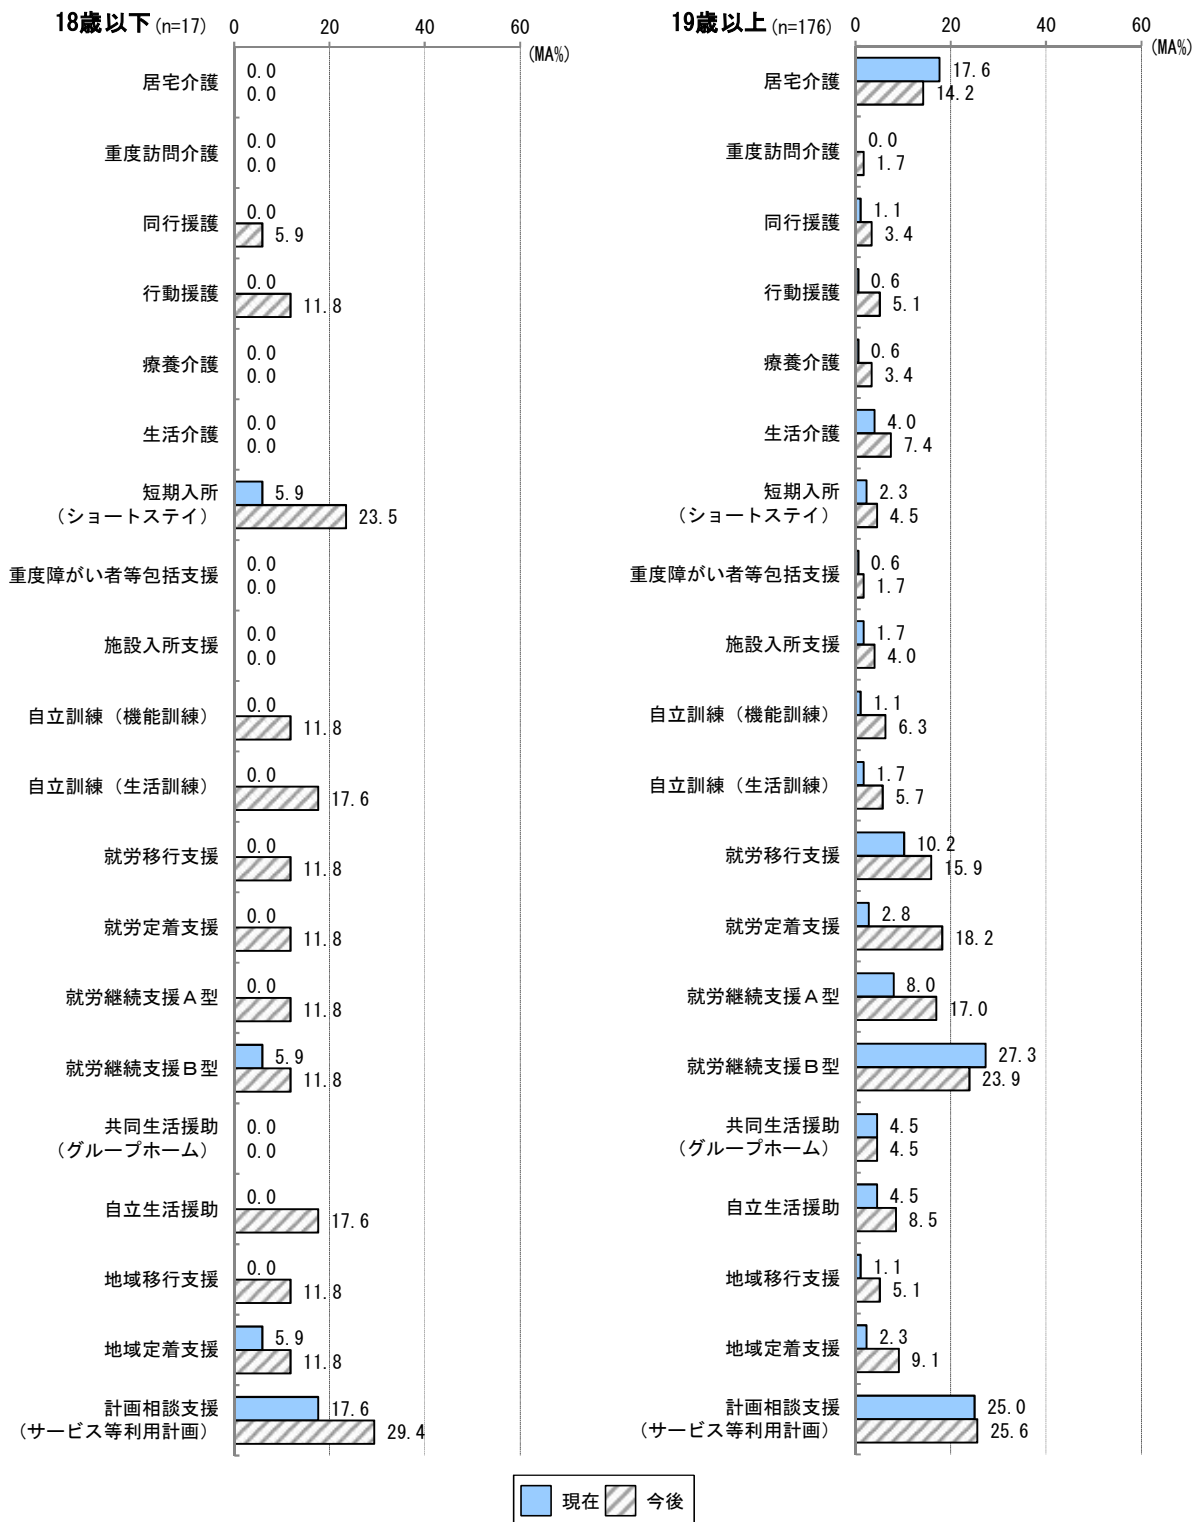 18歳以下 (n=17)
0 20 40 60
(MA%)
居宅介護
0.0
0.0
重度訪問介護
0.0
0.0
同行援護
0.0
5.9
行動援護
0.0
11.8
療養介護
0.0
0.0
生活介護
0.0
0.0
短期入所
（ショートステイ）
5.9
23.5
重度障がい者等包括支援
0.0
0.0
施設入所支援
0.0
0.0
自立訓練（機能訓練）
0.0
11.8
自立訓練（生活訓練）
0.0
17.6
就労移行支援
0.0
11.8
就労定着支援
0.0
11.8
就労継続支援Ａ型
0.0
11.8
就労継続支援Ｂ型
5.9
11.8
共同生活援助
（グループホーム）
0.0
0.0
自立生活援助
0.0
17.6
地域移行支援
0.0
11.8
地域定着支援
5.9
11.8
計画相談支援
（サービス等利用計画）
17.6
29.4
19歳以上 (n=176)
0 20 40 60
(MA%)
居宅介護
17.6
14.2
重度訪問介護
0.0
1.7
同行援護
1.1
3.4
行動援護
0.6
5.1
療養介護
0.6
3.4
生活介護
4.0
7.4
短期入所
（ショートステイ）
2.3
4.5
重度障がい者等包括支援
0.6
1.7
施設入所支援
1.7
4.0
自立訓練（機能訓練）
1.1
6.3
自立訓練（生活訓練）
1.7
5.7
就労移行支援
10.2
15.9
就労定着支援
2.8
18.2
就労継続支援Ａ型
8.0
17.0
就労継続支援Ｂ型
27.3
23.9
共同生活援助
（グループホーム）
4.5
4.5
自立生活援助
4.5
8.5
地域移行支援
1.1
5.1
地域定着支援
2.3
9.1
計画相談支援
（サービス等利用計画）
25.0
25.6
現在 今後